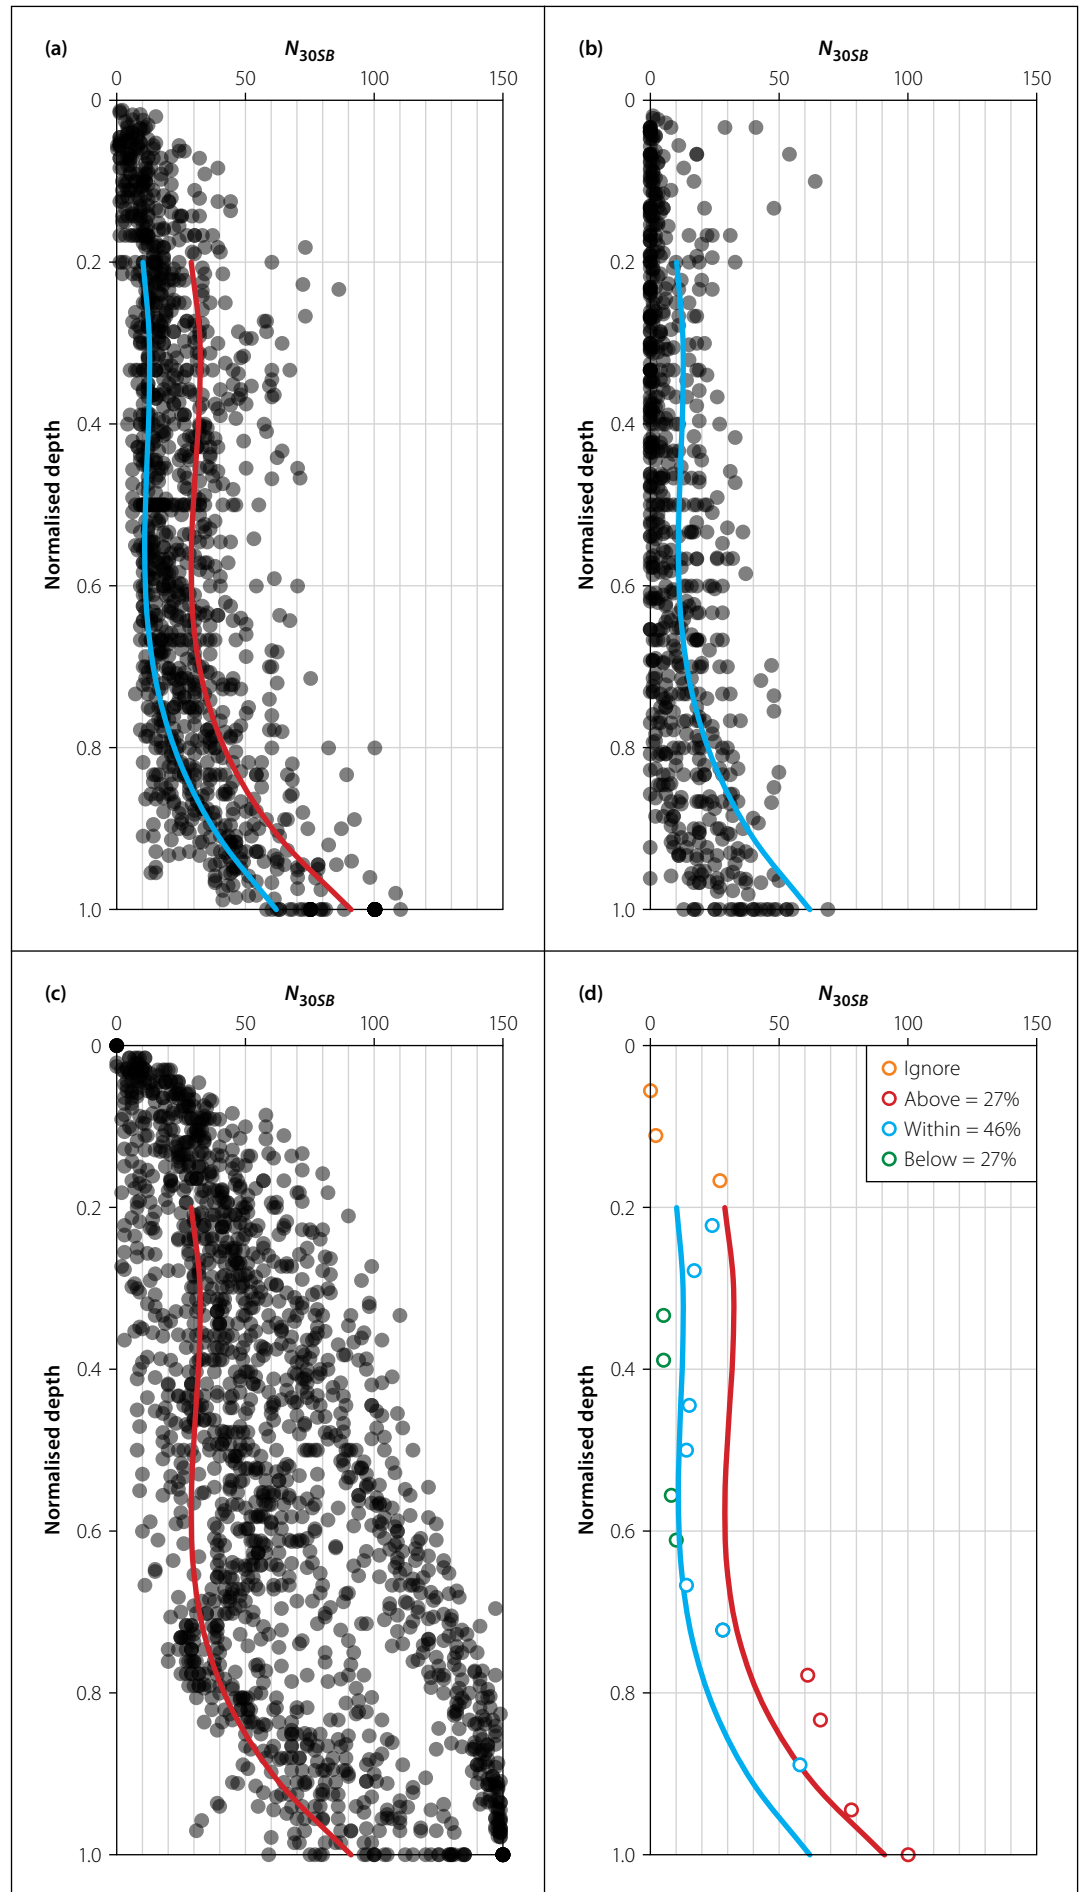 (a) N30SB
0 50 100 150
0
0.2
0.4
0.6
0.8
1.0
Normalised depth
(b) N30SB
0 50 100 150
0
0.2
0.4
0.6
0.8
1.0
Normalised depth
(c) N30SB
0 50 100 150
0
0.2
0.4
0.6
0.8
1.0
Normalised depth
(d) N30SB
0 50 100 150
0
0.2
0.4
0.6
0.8
1.0
Normalised depth
Ignore
Above = 27%
Within = 46%
Below = 27%